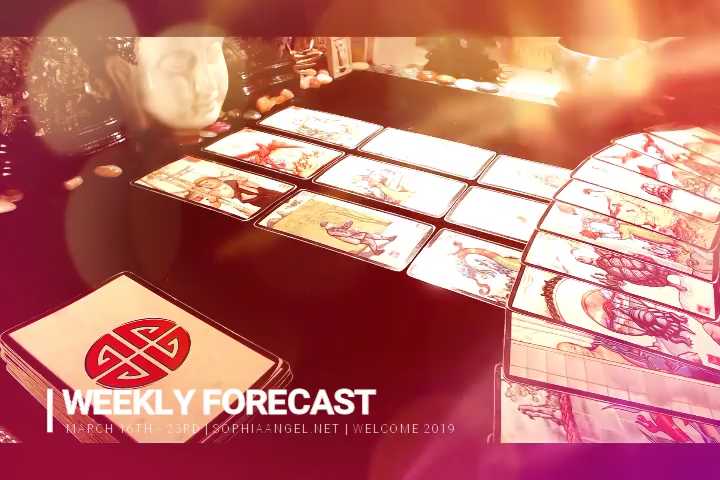 WEEKLY FORECAST
MARCH 16TH - 23RD | SOPHIAANGEL.NET | WELCOME 2019